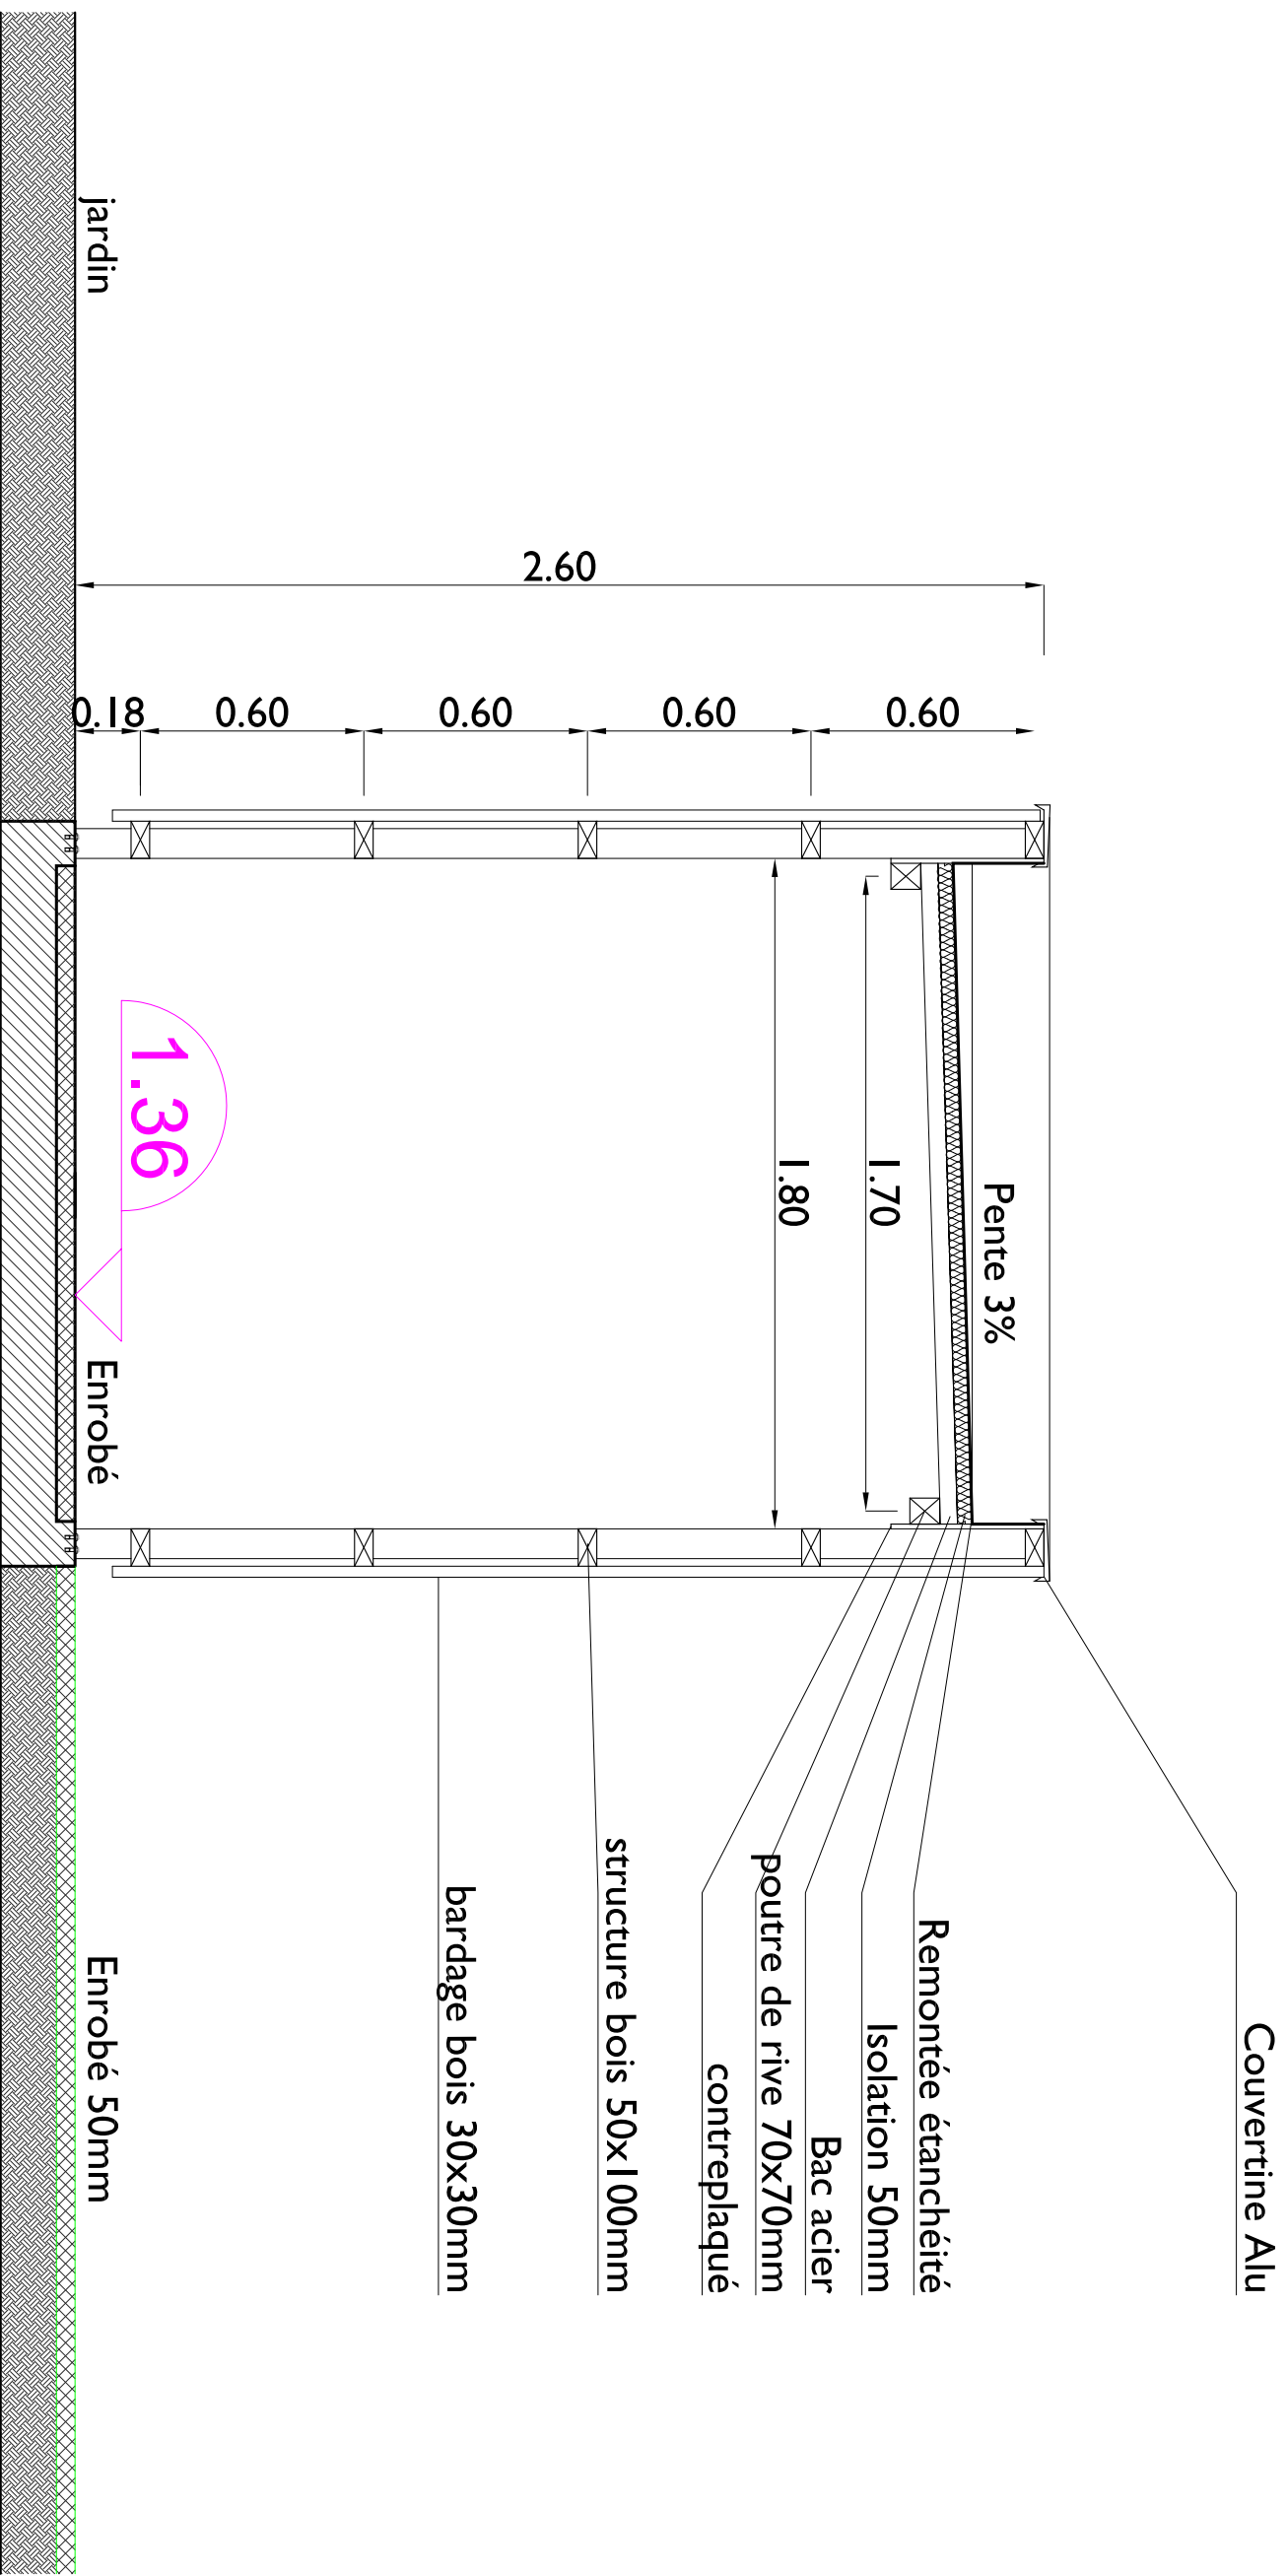 Couvertine Alu
Pente 3%
Remontée étanchéité
Isolation 50mm
Bac acier
poutre de rive 70x70mm
contreplaqué
1.70
1.80
structure bois 50x100mm
bardage bois 30x30mm
2.60
0.60
0.60
0.60
0.60
0.18
1.36
jardin
Enrobé
Enrobé 50mm